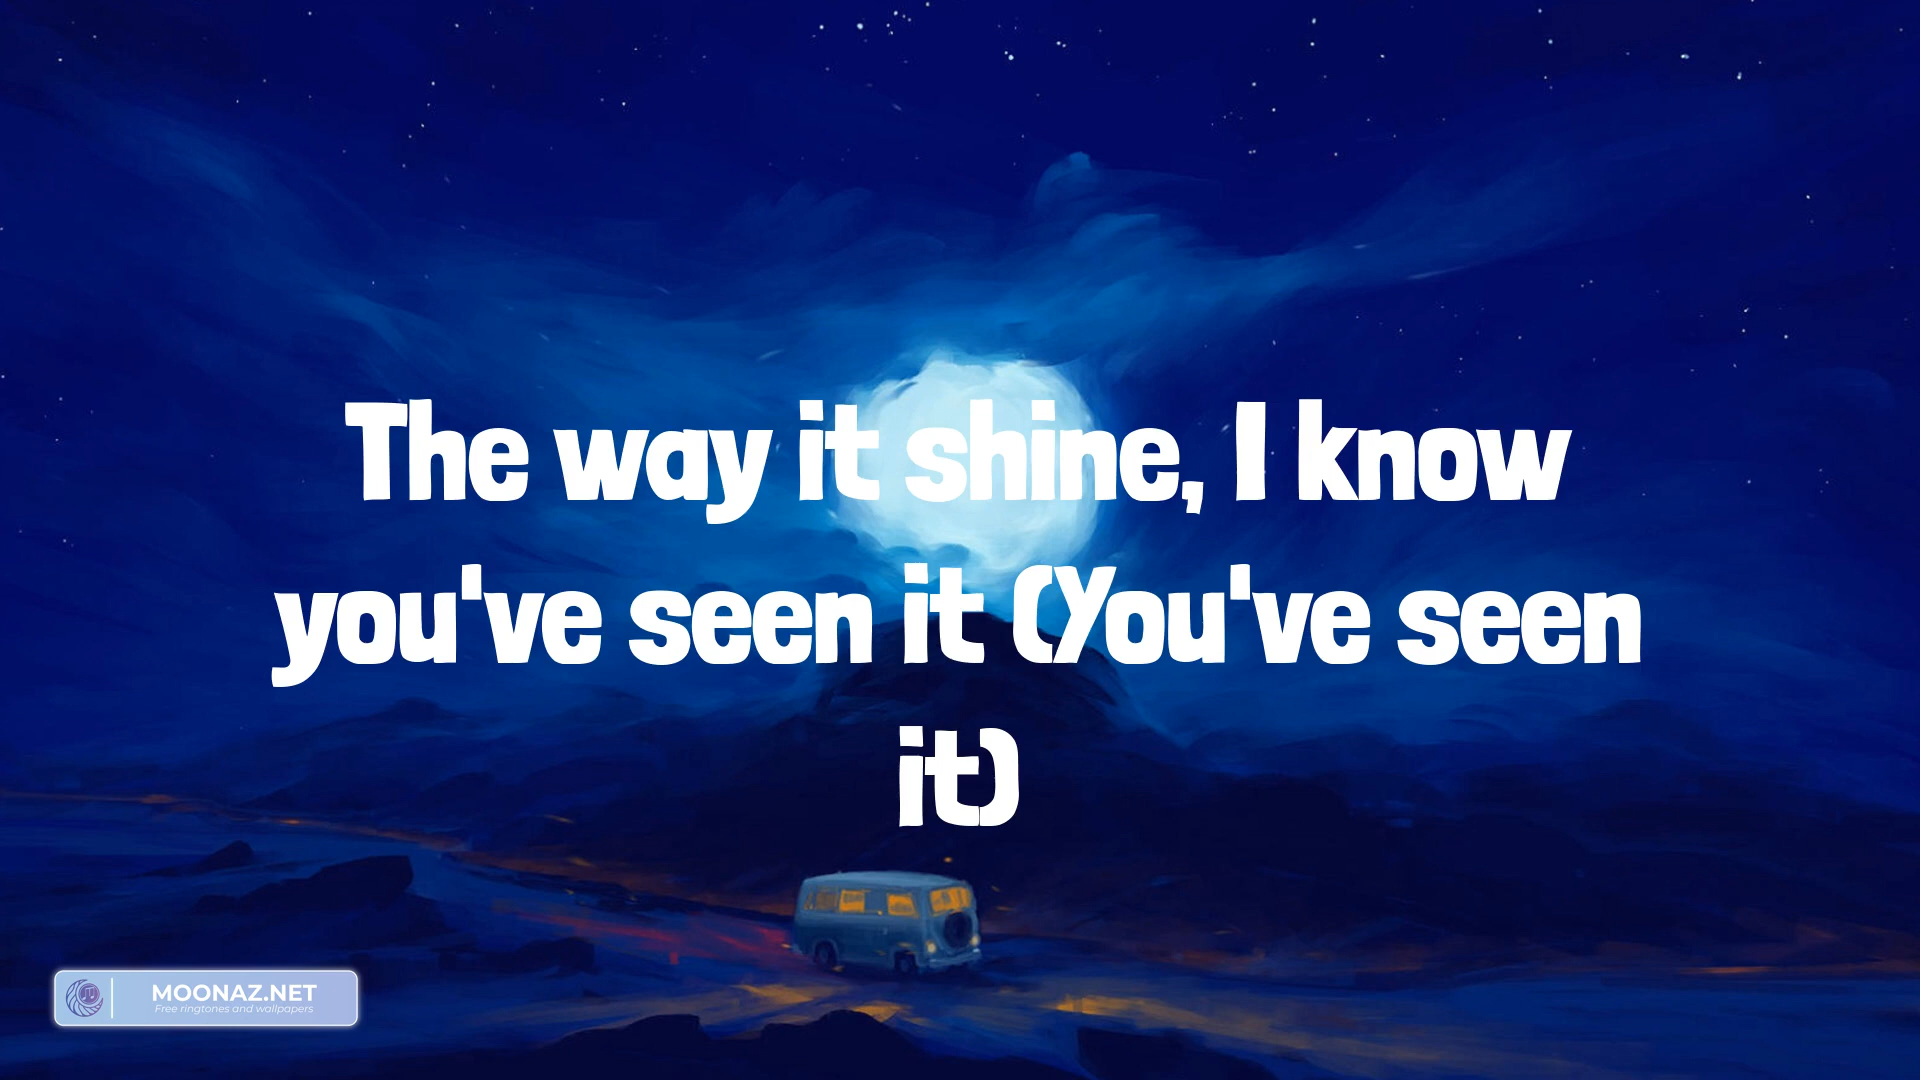 The way it shine, I know
you've seen it (You've seen
it)
MOONAZ.NET
Free ringtones and wallpapers